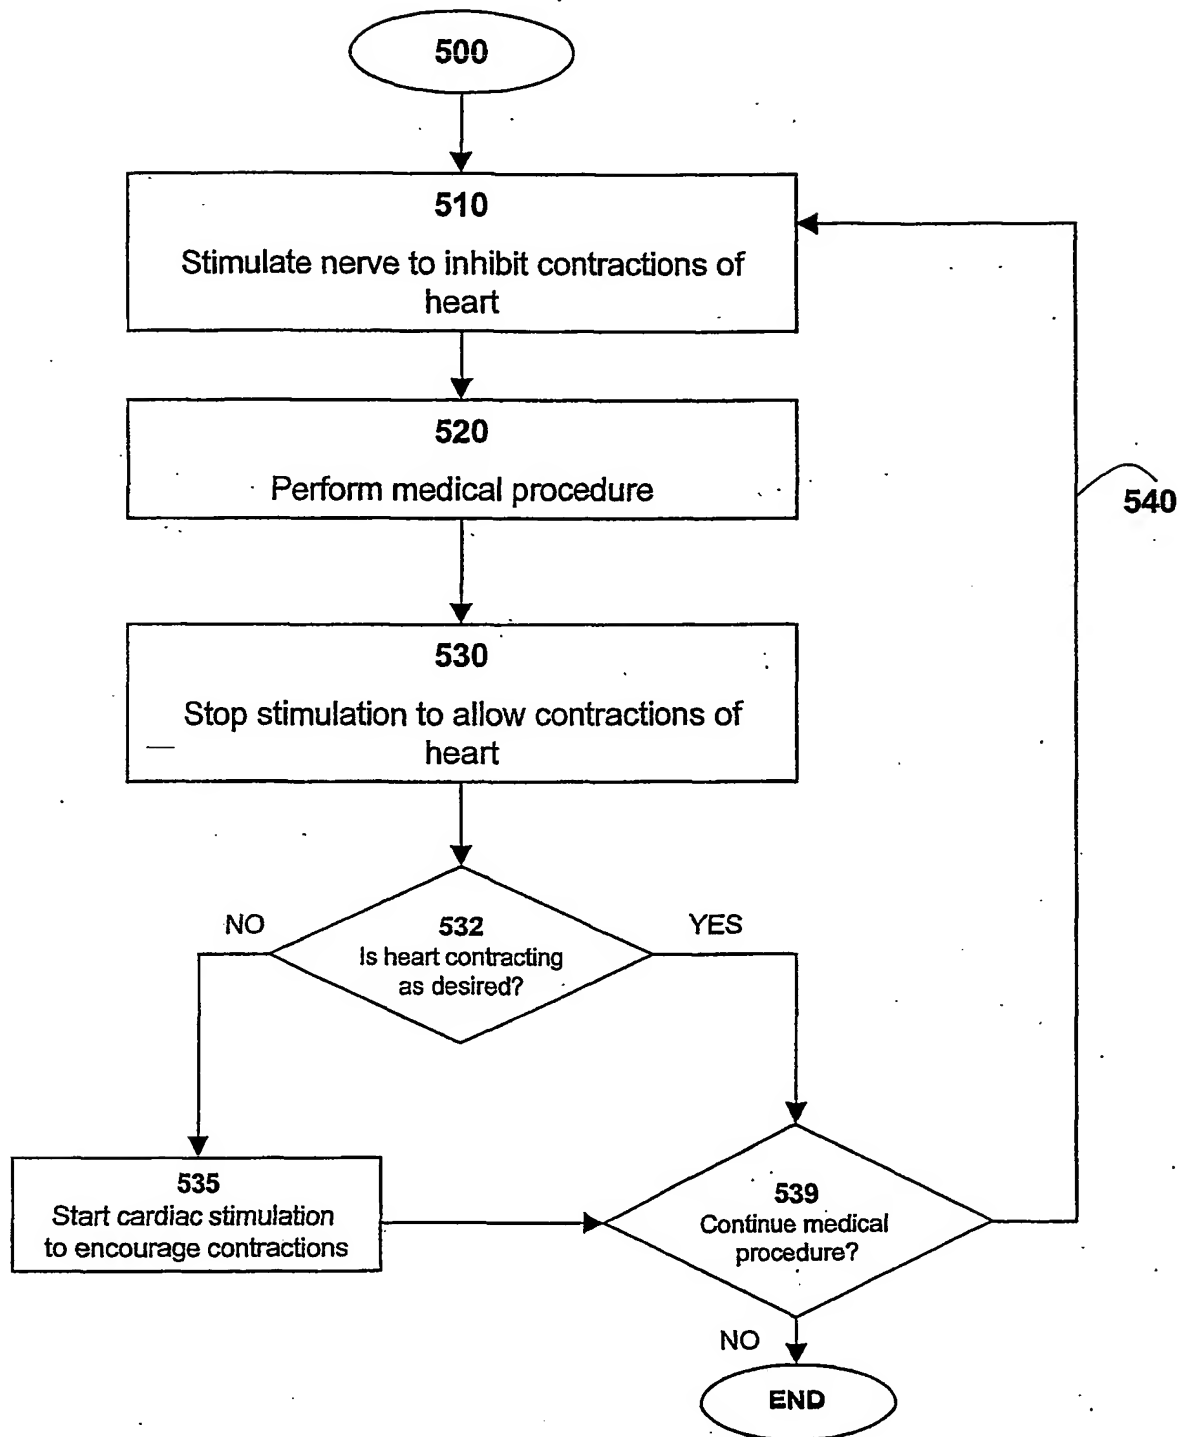 500
510
Stimulate nerve to inhibit contractions of
heart
520
Perform medical procedure
540
530
Stop stimulation to allow contractions of
heart
NO
532
YES
Is heart contracting
as desired?
535
Start cardiac stimulation
to encourage contractions
539
Continue medical
procedure?
NO
END